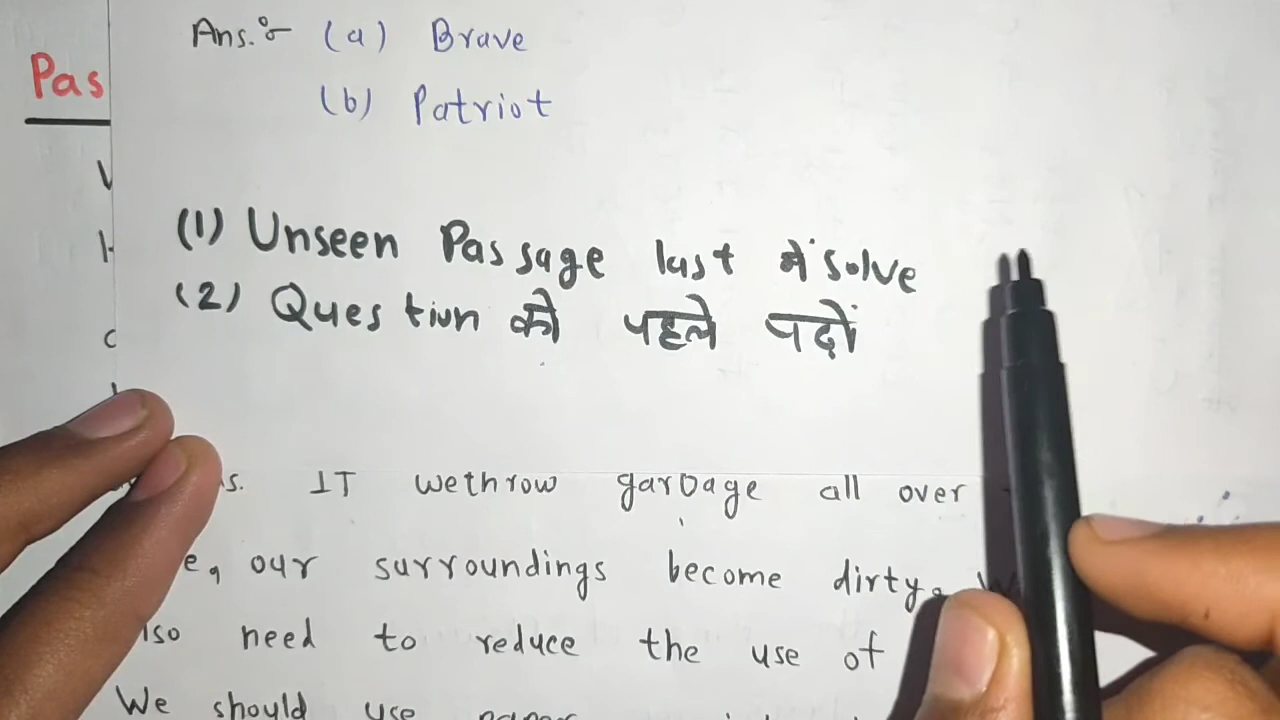 Ans.:- (a) Brave
Pas
(b) Patriot
(1) Unseen Passage last में solve
(2) Question को पहले पढ़ों
s. If we throw garbage all over
e, our surroundings become dirty.
lso need to reduce the use of
We should use